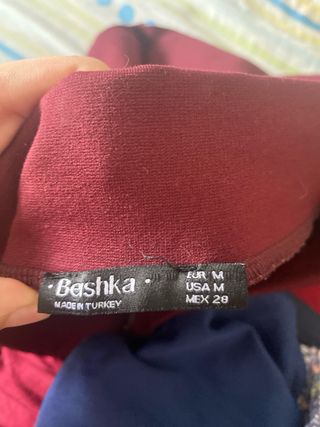 • Bershka •
MADE IN TURKEY
EUR M
USA M
MEX 28